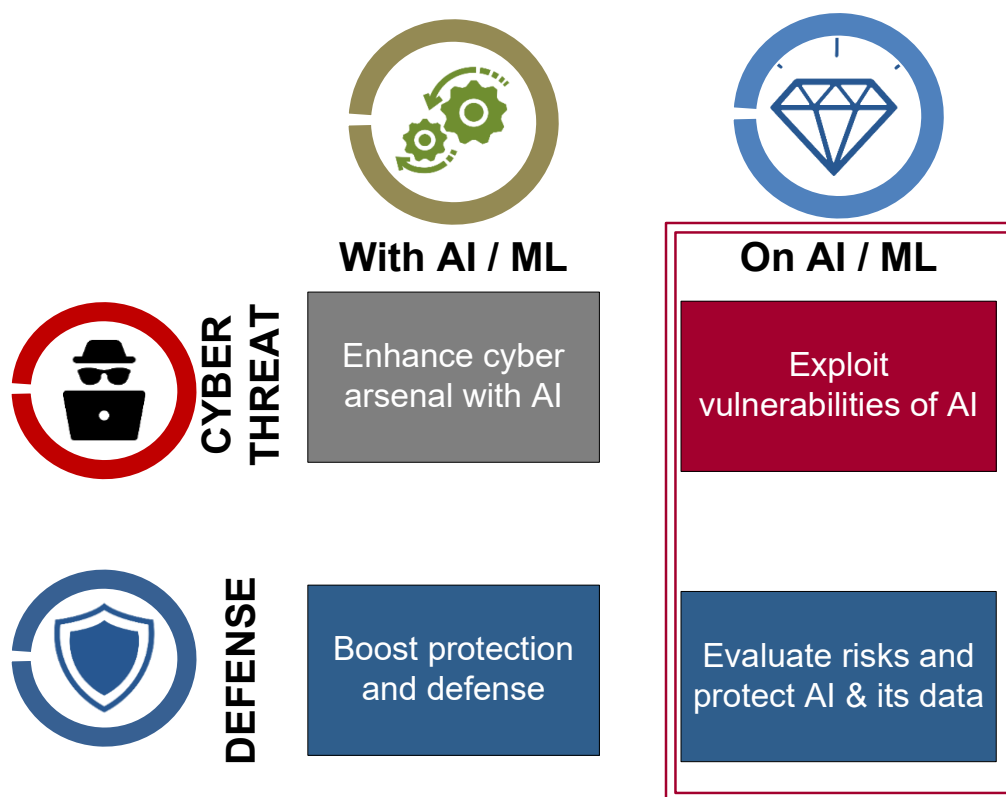 With AI / ML
On AI / ML
CYBER
THREAT
Enhance cyber
arsenal with AI
Exploit
vulnerabilities of AI
DEFENSE
Boost protection
and defense
Evaluate risks and
protect AI & its data